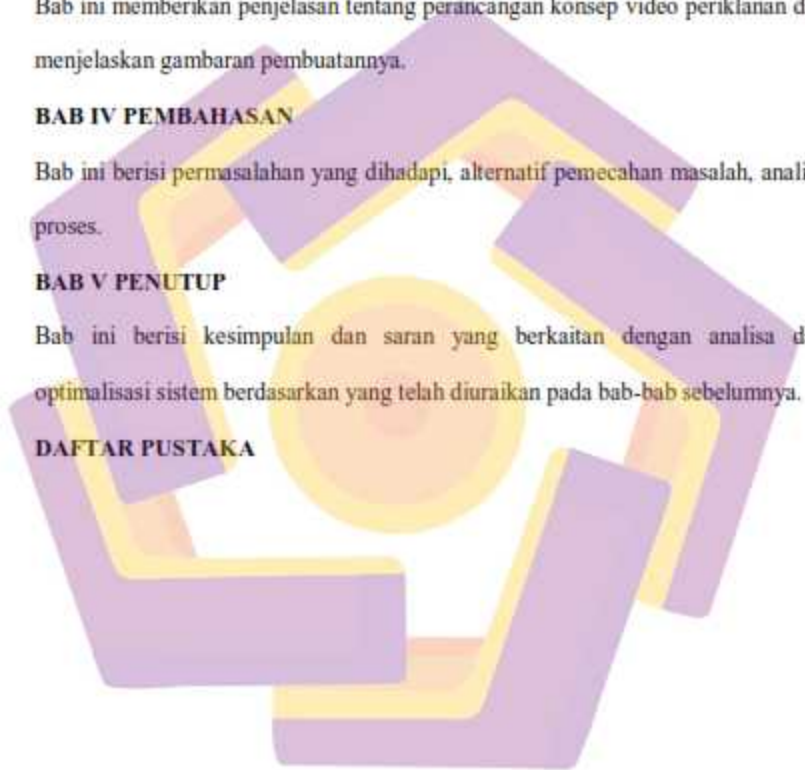 Bab ini memberikan penjelasan tentang perancangan konsep video periklanan d
menjelaskan gambaran pembuatannya.
BAB IV PEMBAHASAN
Bab ini berisi permasalahan yang dihadapi, alternatif pemecahan masalah, anali
proses.
BAB V PENUTUP
Bab ini berisi kesimpulan dan saran yang berkaitan dengan analisa d
optimalisasi sistem berdasarkan yang telah diuraikan pada bab-bab sebelumnya.
DAFTAR PUSTAKA